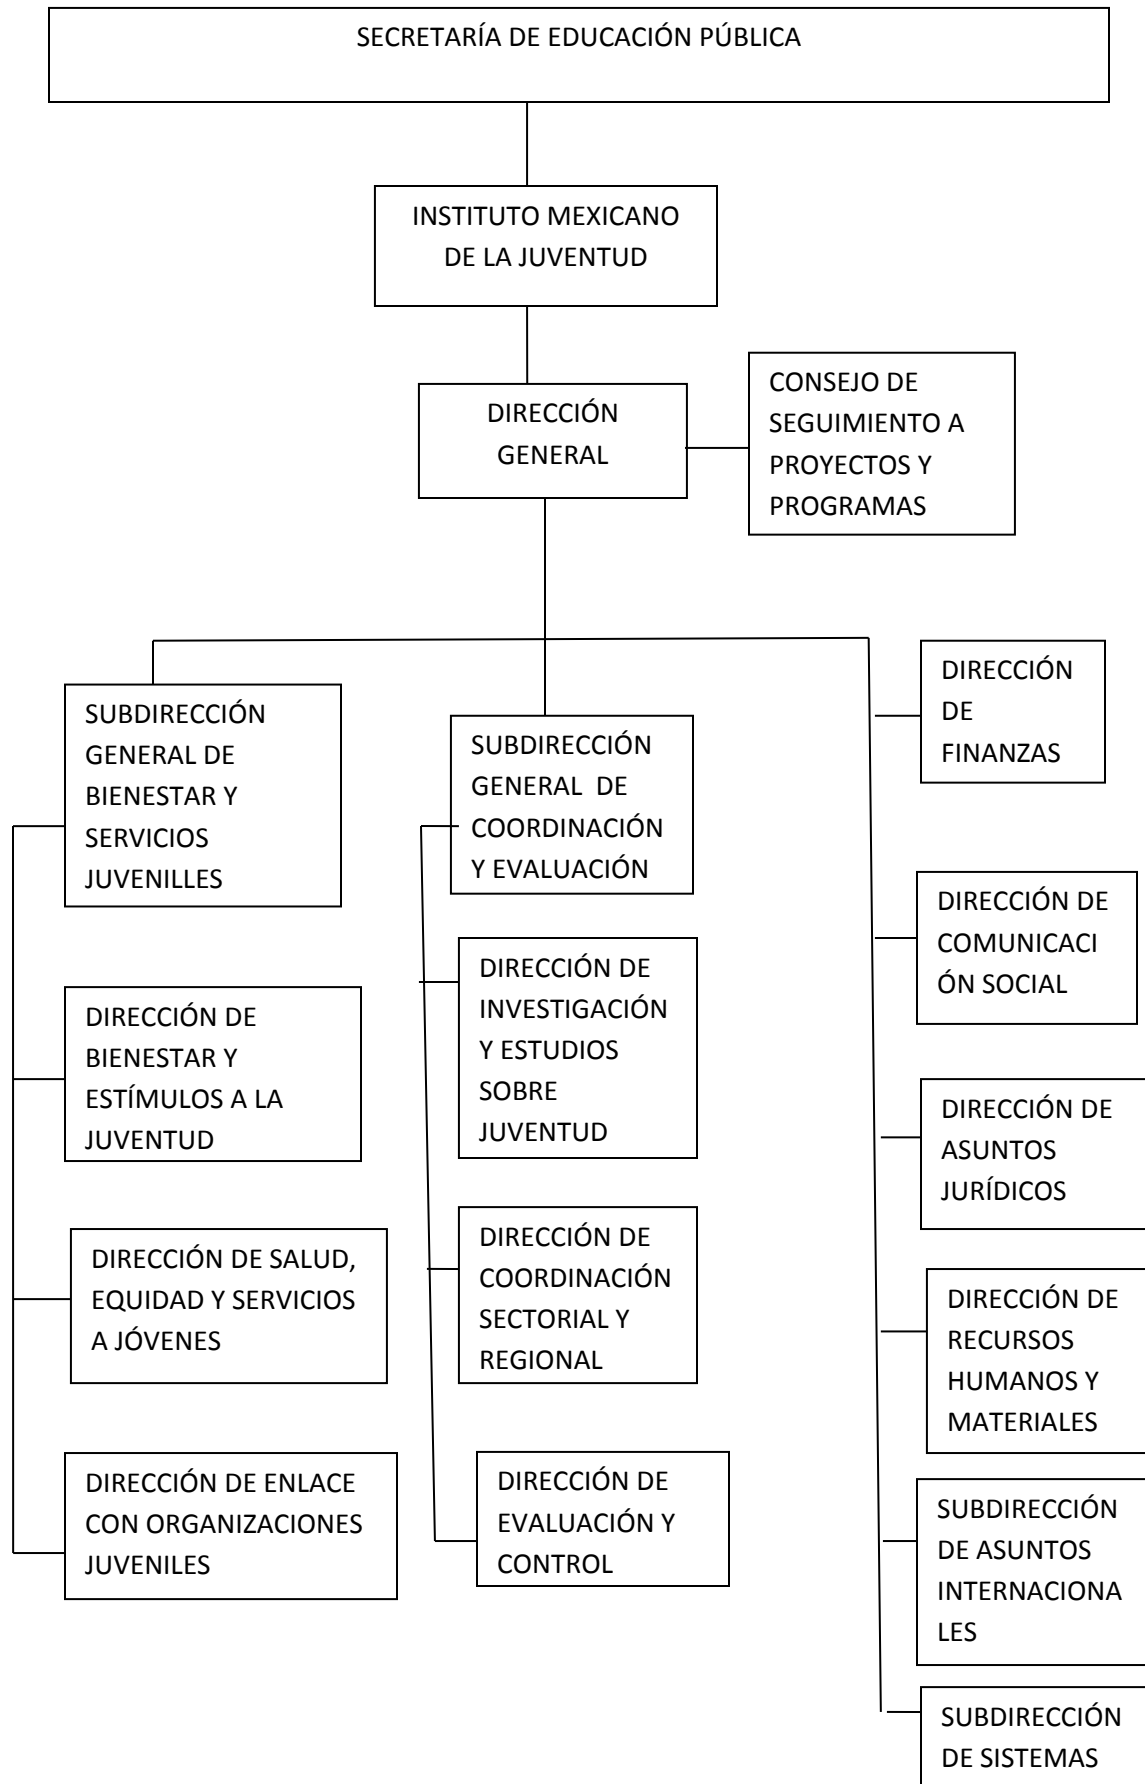 SECRETARÍA DE EDUCACIÓN PÚBLICA
INSTITUTO MEXICANO
DE LA JUVENTUD
DIRECCIÓN
GENERAL
CONSEJO DE
SEGUIMIENTO A
PROYECTOS Y
PROGRAMAS
SUBDIRECCIÓN
GENERAL DE
BIENESTAR Y
SERVICIOS
JUVENILLES
DIRECCIÓN DE
BIENESTAR Y
ESTÍMULOS A LA
JUVENTUD
DIRECCIÓN DE SALUD,
EQUIDAD Y SERVICIOS
A JÓVENES
DIRECCIÓN DE ENLACE
CON ORGANIZACIONES
JUVENILES
SUBDIRECCIÓN
GENERAL  DE
COORDINACIÓN
Y EVALUACIÓN
DIRECCIÓN DE
INVESTIGACIÓN
Y ESTUDIOS
SOBRE
JUVENTUD
DIRECCIÓN DE
COORDINACIÓN
SECTORIAL Y
REGIONAL
DIRECCIÓN DE
EVALUACIÓN Y
CONTROL
DIRECCIÓN
DE
FINANZAS
DIRECCIÓN DE
COMUNICACI
ÓN SOCIAL
DIRECCIÓN DE
ASUNTOS
JURÍDICOS
DIRECCIÓN DE
RECURSOS
HUMANOS Y
MATERIALES
SUBDIRECCIÓN
DE ASUNTOS
INTERNACIONA
LES
SUBDIRECCIÓN
DE SISTEMAS